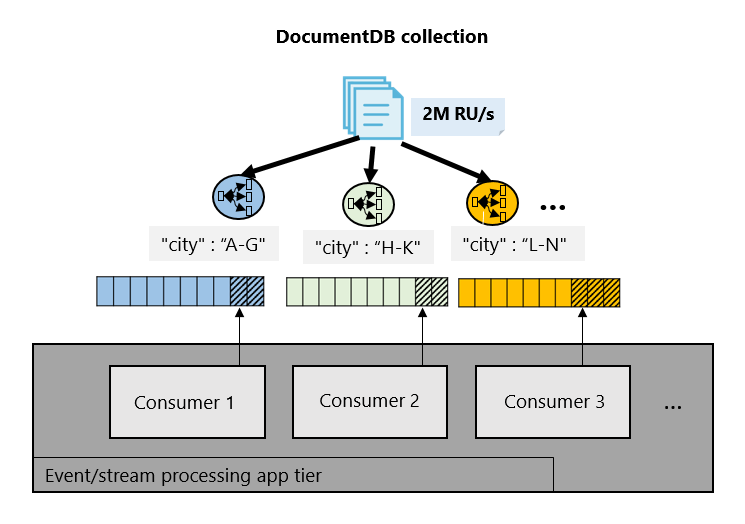 DocumentDB collection
2M RU/s
...
"city" : “A-G"
"city" : “H-K"
"city" : “L-N"
Consumer 1
Consumer 2
Consumer 3
...
Event/stream processing app tier